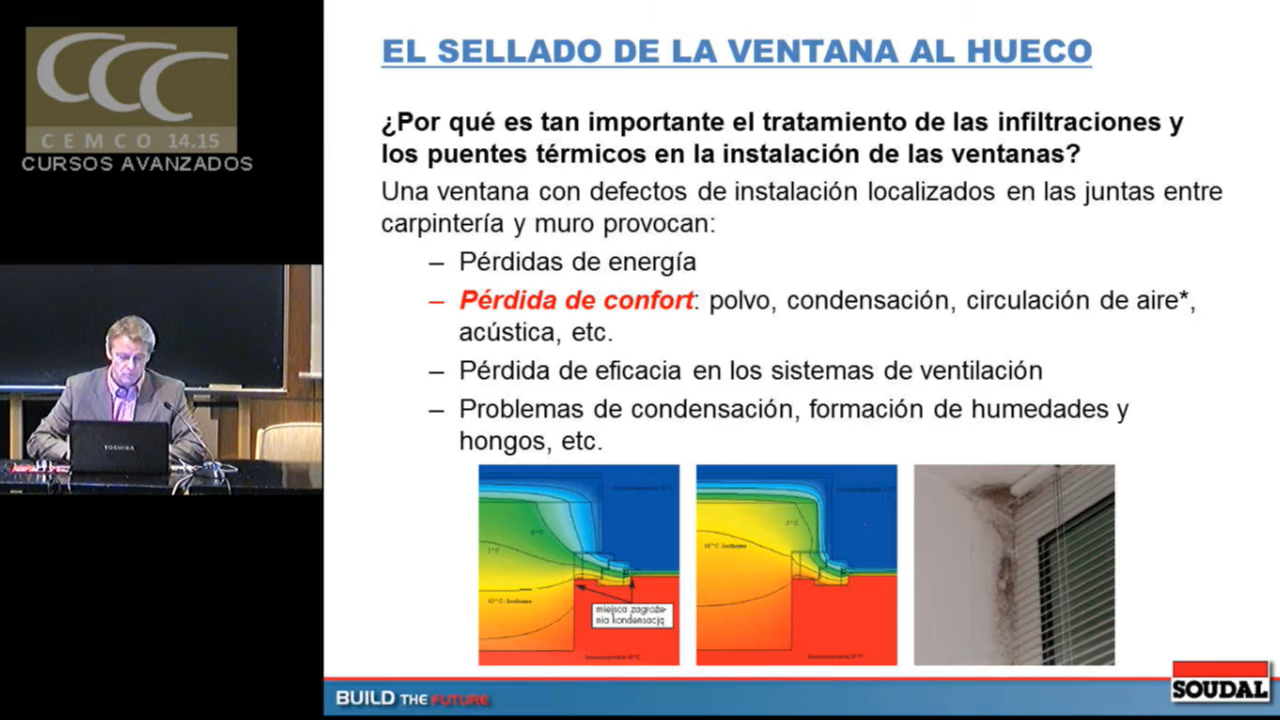 CCC
CEMCO 14.15
CURSOS AVANZADOS
TOSHIBA
EL SELLADO DE LA VENTANA AL HUECO
¿Por qué es tan importante el tratamiento de las infiltraciones y
los puentes térmicos en la instalación de las ventanas?
Una ventana con defectos de instalación localizados en las juntas entre
carpintería y muro provocan:
– Pérdidas de energía
– Pérdida de confort: polvo, condensación, circulación de aire*,
acústica, etc.
– Pérdida de eficacia en los sistemas de ventilación
– Problemas de condensación, formación de humedades y
hongos, etc.
miejsca zagroże-
nia kondensacją
BUILD THE FUTURE
SOUDAL